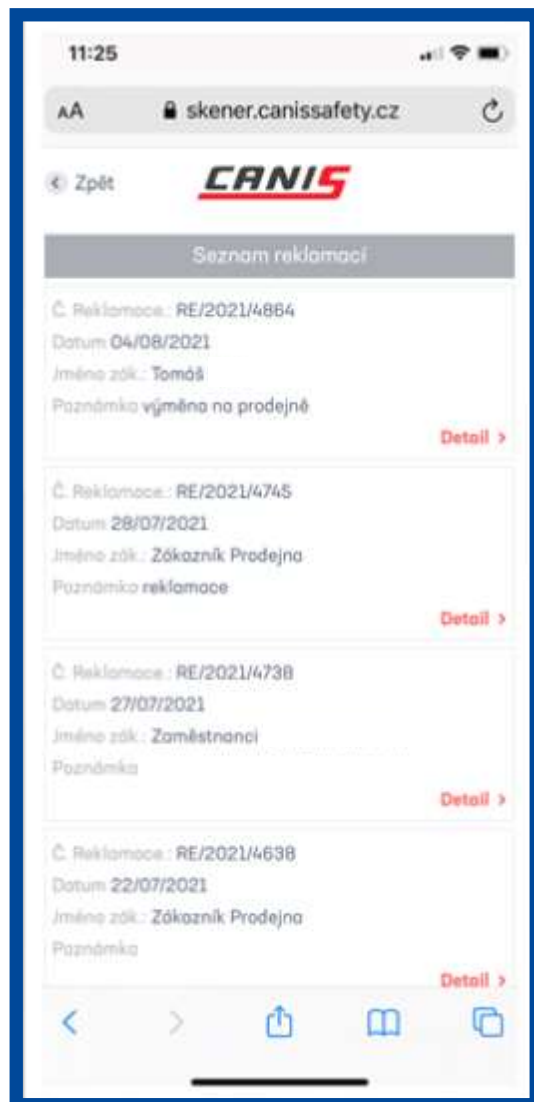 11:25
AA skener.canissafety.cz
Zpět CANIS
Seznam reklamací
Č. Reklamace.: RE/2021/4864
Datum 04/08/2021
Jméno zák.: Tomáš
Poznámka výměna na prodejně
Detail >
Č. Reklamace.: RE/2021/4745
Datum 28/07/2021
Jméno zák.: Zákazník Prodejna
Poznámka reklamace
Detail >
Č. Reklamace.: RE/2021/4738
Datum 27/07/2021
Jméno zák.: Zaměstnanci
Poznámka
Detail >
Č. Reklamace.: RE/2021/4638
Datum 22/07/2021
Jméno zák.: Zákazník Prodejna
Poznámka
Detail >